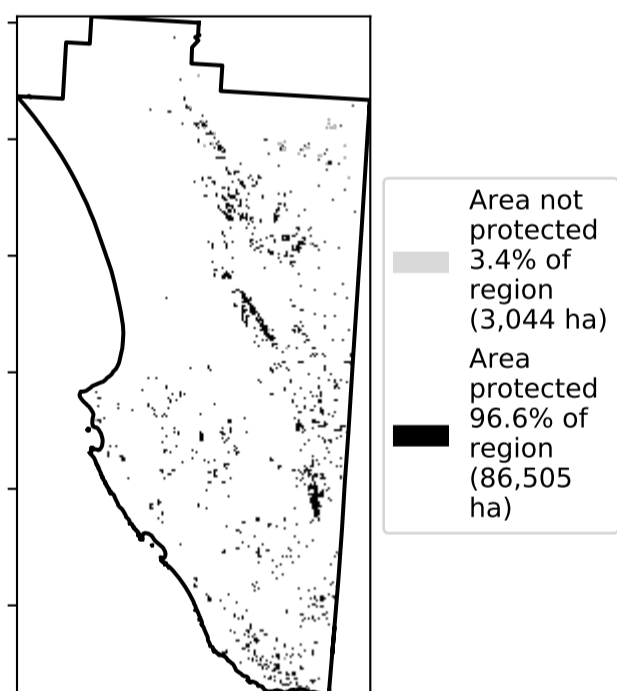 Area not
protected
3.4% of
region
(3,044 ha)
Area
protected
96.6% of
region
(86,505
ha)